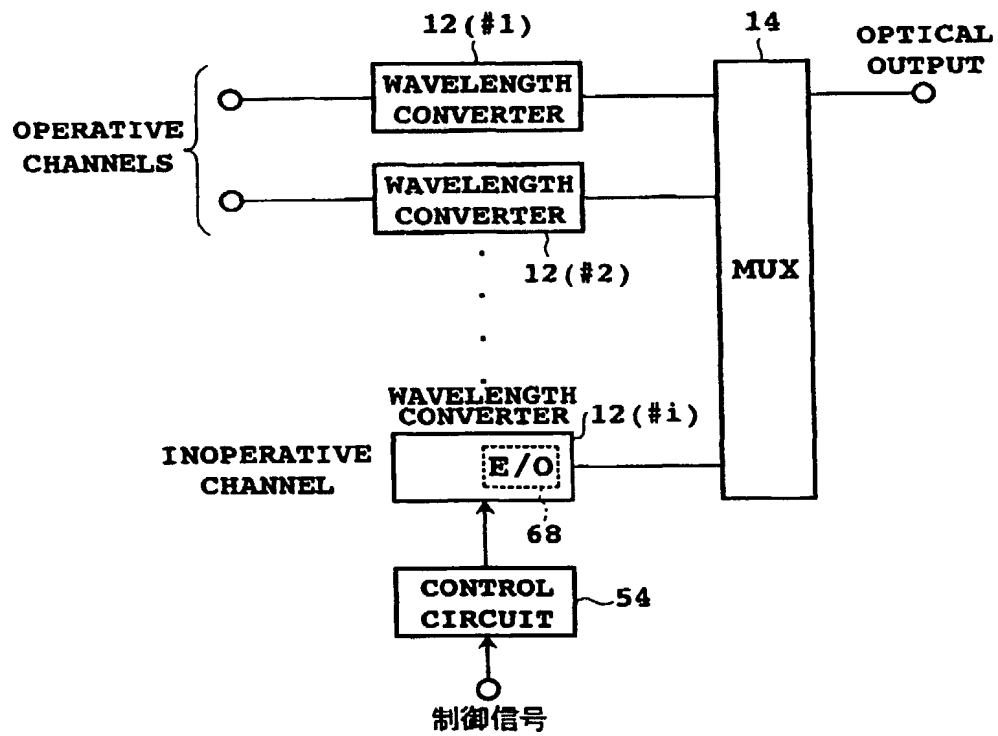 12(#1)
14
OPTICAL
OUTPUT
WAVELENGTH
CONVERTER
OPERATIVE
CHANNELS
WAVELENGTH
CONVERTER
12(#2)
MUX
WAVELENGTH
CONVERTER
12(#i)
INOPERATIVE
CHANNEL
E/O
68
CONTROL
CIRCUIT
54
制御信号